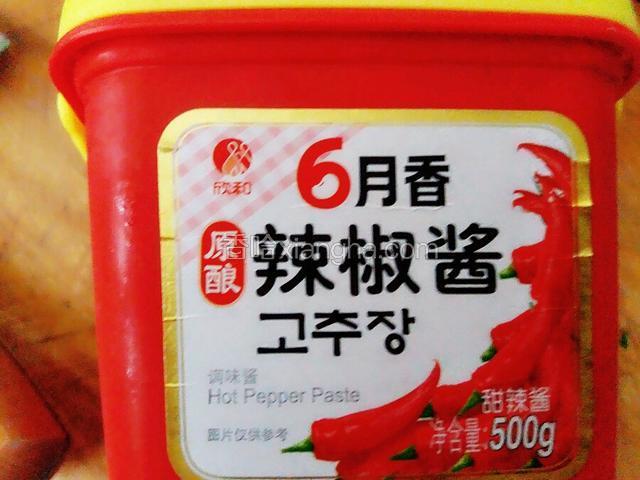 欣和
6月香
原酿
辣椒酱
고추장
调味酱
Hot Pepper Paste
图片仅供参考
甜辣酱
净含量:500g